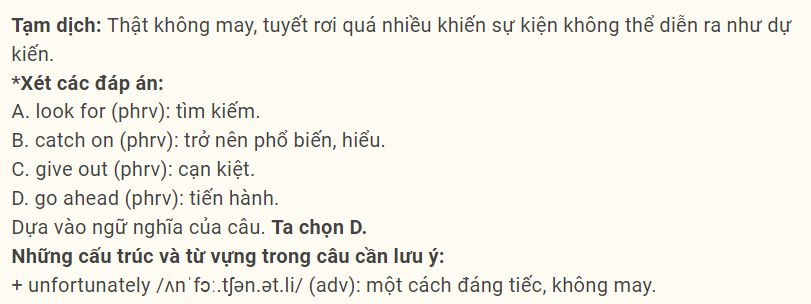 Tạm dịch: Thật không may, tuyết rơi quá nhiều khiến sự kiện không thể diễn ra như dự
kiến.
*Xét các đáp án:
A. look for (phrv): tìm kiếm.
B. catch on (phrv): trở nên phổ biến, hiểu.
C. give out (phrv): cạn kiệt.
D. go ahead (phrv): tiến hành.
Dựa vào ngữ nghĩa của câu. Ta chọn D.
Những cấu trúc và từ vựng trong câu cần lưu ý:
+ unfortunately /ʌnˈfɔː.tʃən.ət.li/ (adv): một cách đáng tiếc, không may.